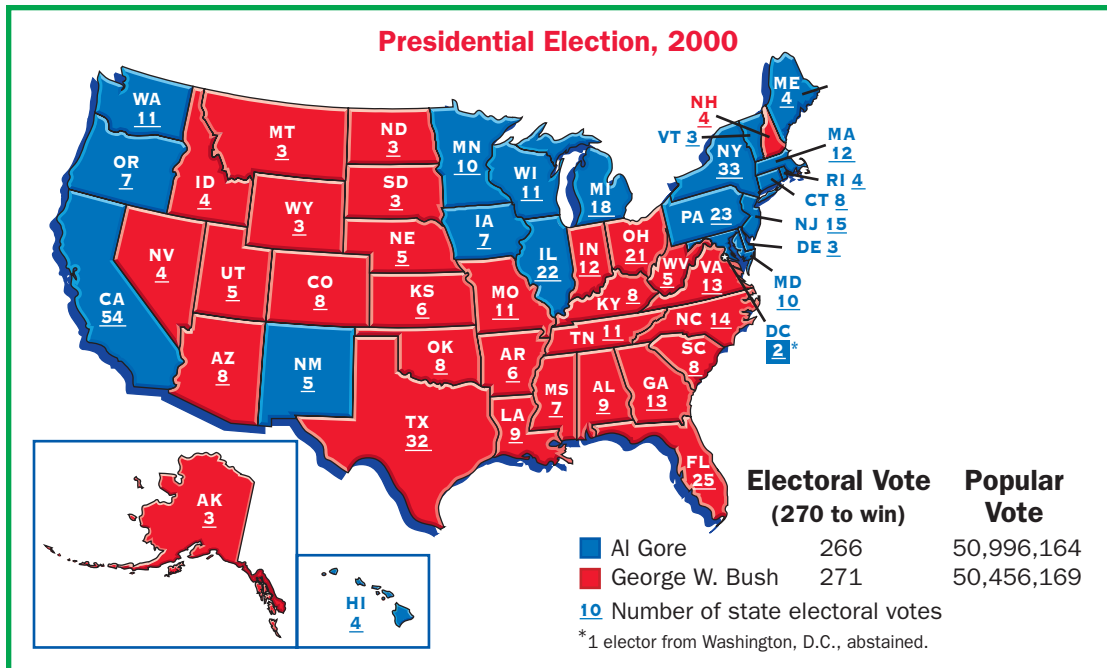 Presidential Election, 2000
WA
11
OR
7
CA
54
NV
4
ID
4
MT
3
WY
3
UT
5
AZ
8
CO
8
NM
5
ND
3
SD
3
NE
5
KS
6
OK
8
TX
32
MN
10
IA
7
MO
11
AR
6
LA
9
WI
11
IL
22
MI
18
IN
12
OH
21
KY 8
TN 11
MS
7
AL
9
GA
13
FL
25
SC
8
NC 14
VA
13
WV
5
PA 23
NY
33
VT 3
NH
4
ME
4
MA
12
RI 4
CT 8
NJ 15
DE 3
MD
10
DC
2*
AK
3
HI
4
Electoral Vote Popular
(270 to win) Vote
Al Gore 266 50,996,164
George W. Bush 271 50,456,169
10 Number of state electoral votes
*1 elector from Washington, D.C., abstained.